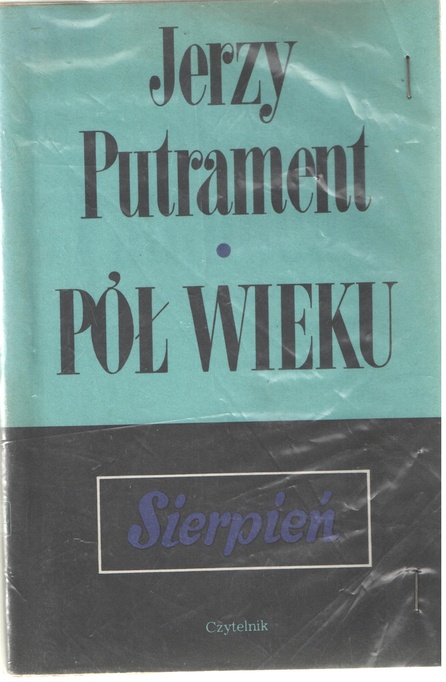 Jerzy
Putrament
•
PÓŁ WIEKU
Sierpień
Czytelnik